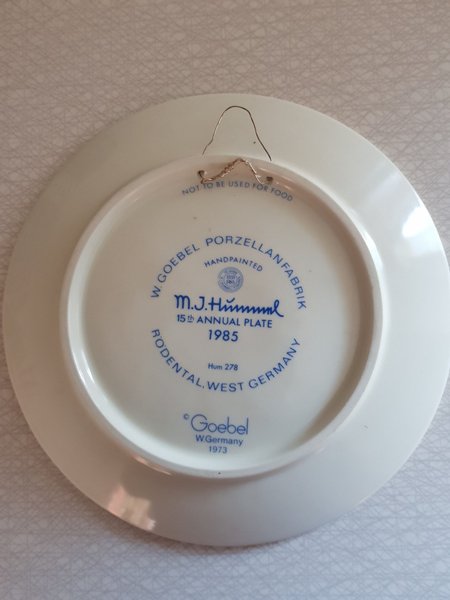 NOT TO BE USED FOR FOOD
W. GOEBEL PORZELLANFABRIK
HANDPAINTED
M.J.Hummel
15th ANNUAL PLATE
1985
Hum 278
RODENTAL, WEST GERMANY
© Goebel
W.Germany
1973